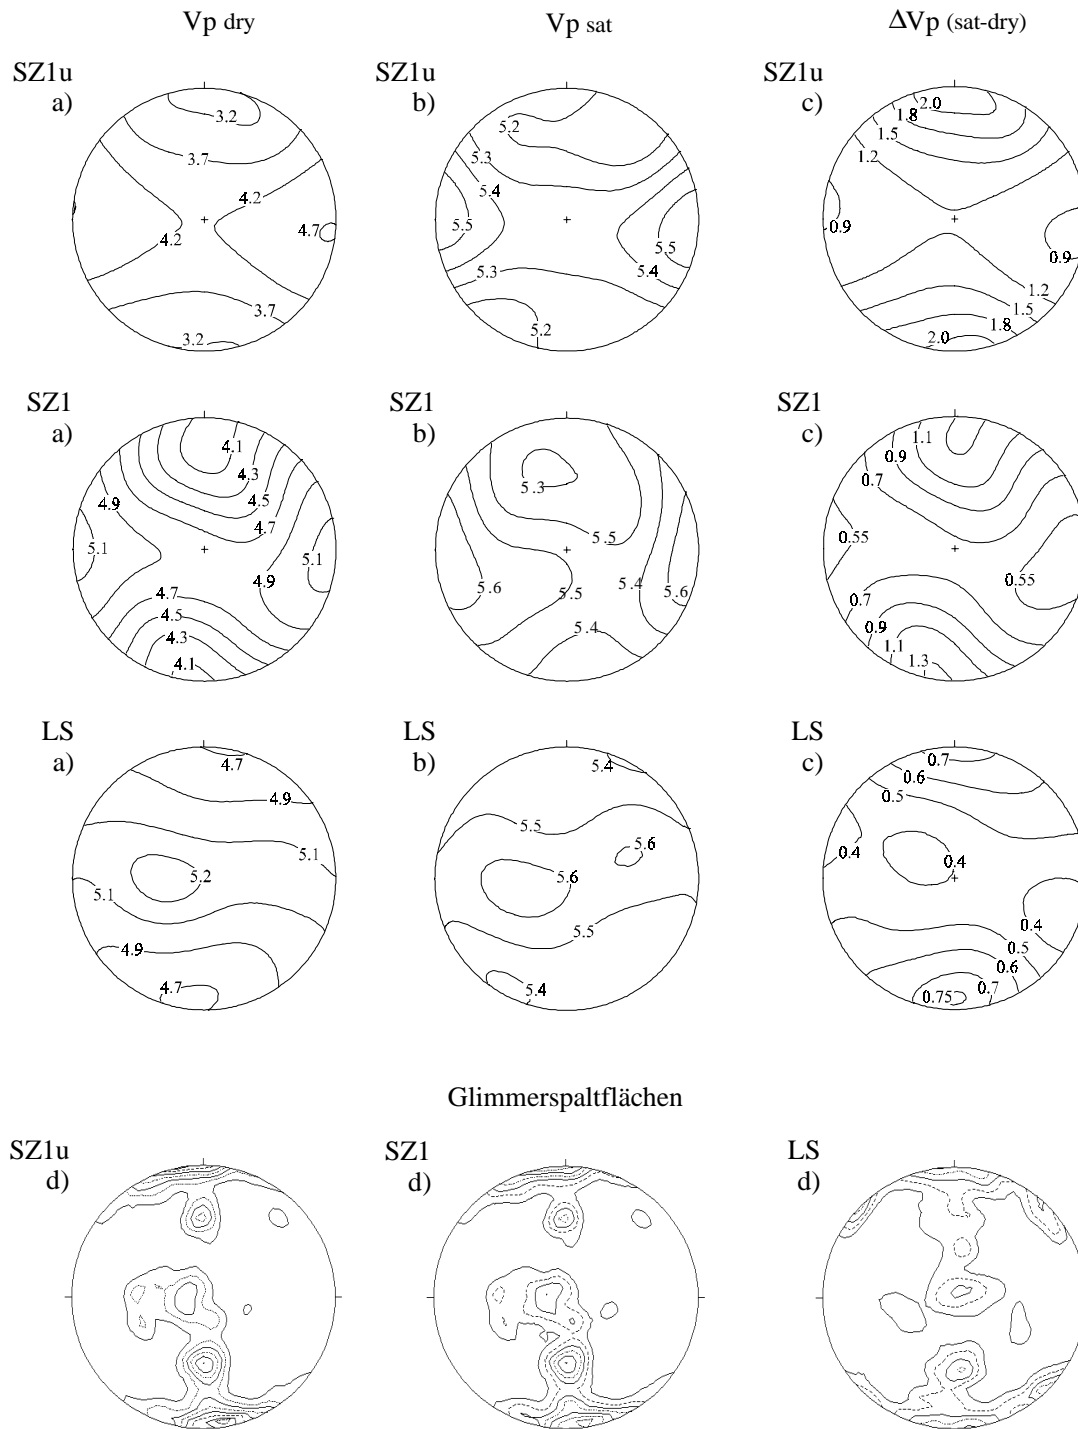 Vp dry
Vp sat
ΔVp (sat-dry)
SZ1u
a)
3.2
3.7
4.2
4.2
4.7
3.7
3.2
SZ1u
b)
5.2
5.3
5.4
5.5
5.5
5.4
5.3
5.2
SZ1u
c)
2.0
1.8
1.5
1.2
0.9
0.9
1.2
1.5
1.8
2.0
SZ1
a)
4.1
4.3
4.5
4.7
4.9
5.1
5.1
4.9
4.7
4.5
4.3
4.1
SZ1
b)
5.3
5.5
5.6
5.5
5.4
5.6
5.4
SZ1
c)
1.1
0.9
0.7
0.55
0.55
0.7
0.9
1.1
1.3
LS
a)
4.7
4.9
5.1
5.2
5.1
4.9
4.7
LS
b)
5.4
5.5
5.6
5.6
5.5
5.4
LS
c)
0.7
0.6
0.5
0.4
0.4
0.4
0.5
0.6
0.7
0.75
Glimmerspaltflächen
SZ1u
d)
SZ1
d)
LS
d)